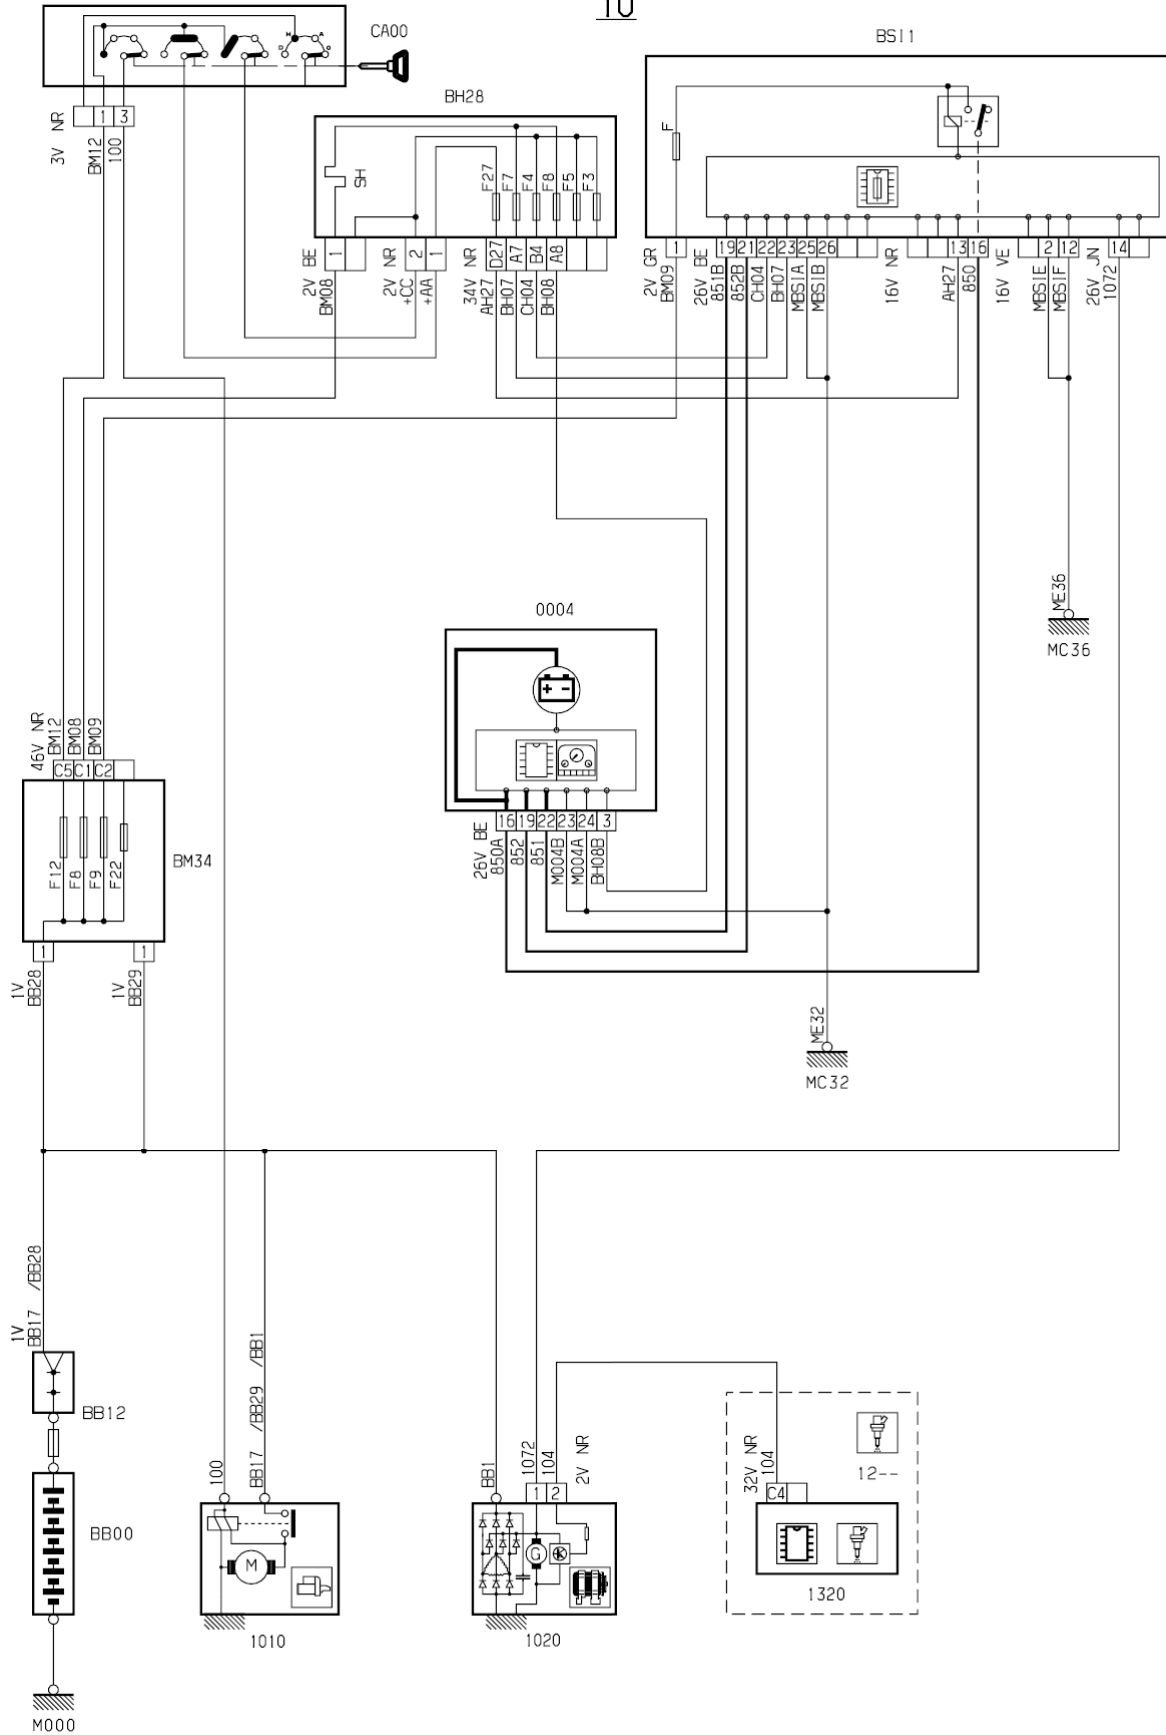 10
CA00
BSI1
BH28
H
A
D
G
3V NR
1
3
BM12
100
SH
F27
F7
F4
F8
F5
F3
F
2V BE
1
BM08
2V NR
2
1
+CC
+AA
34V NR
D27
A7
B4
A8
AH27
BH07
CH04
BH08
2V GR
1
BM09
26V BE
19
21
22
23
25
26
851B
852B
CH04
BH07
MBS1A
MBS1B
16V NR
13
16
AH27
850
16V VE
2
12
MBS1E
MBS1F
26V JN
14
1072
0004
+ -
26V BE
16
19
22
23
24
3
850A
852
851
M004B
M004A
BH08B
ME36
MC36
46V NR
BM12
BM08
BM09
C5
C1
C2
F12
F8
F9
F22
BM34
1
1
1V
BB28
1V
BB29
ME32
MC32
1V
BB17 /BB28
BB12
BB00
M000
100
BB17 /BB29 /BB1
M
1010
BB1
1072
104
2V NR
1
2
G
1020
32V NR
104
C4
12--
1320